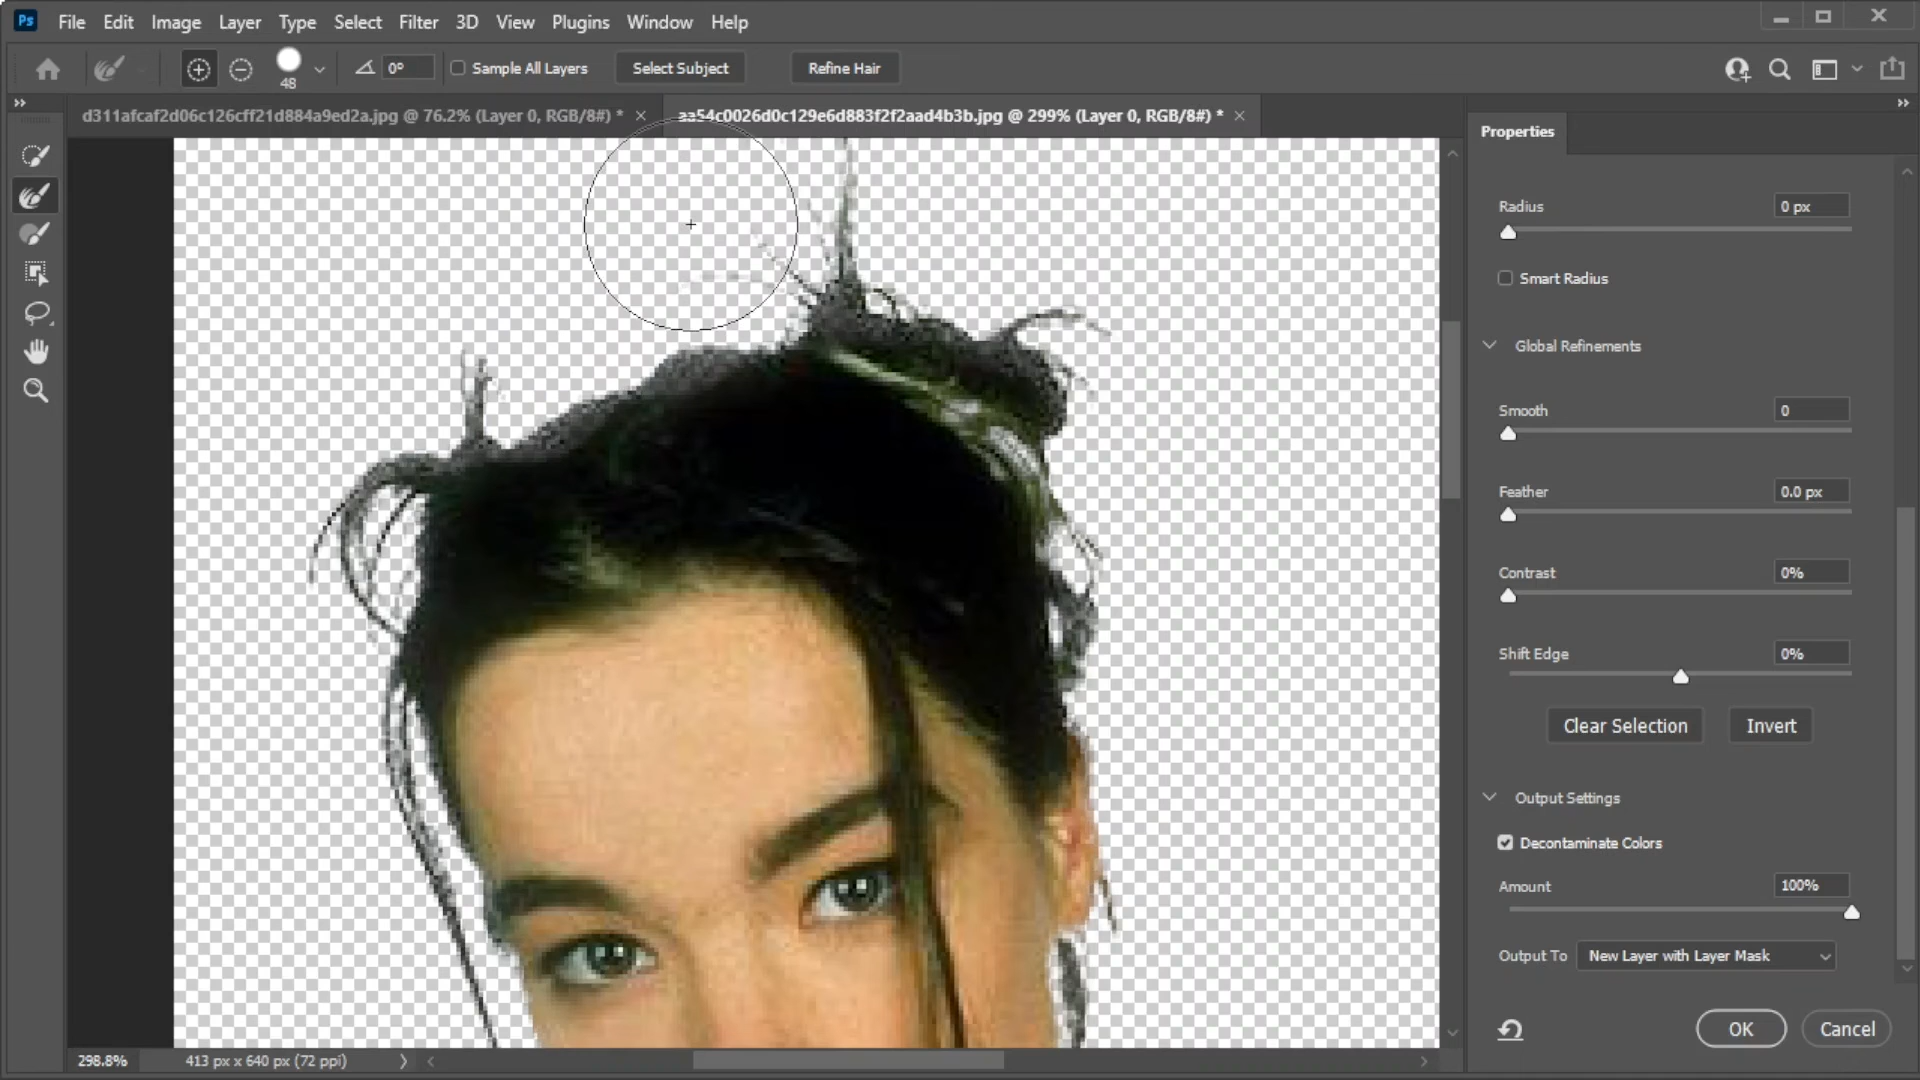 Ps File Edit Image Layer Type Select Filter 3D View Plugins Window Help
48 0° Sample All Layers Select Subject Refine Hair
d311afcaf2d06c126cff21d884a9ed2a.jpg @ 76.2% (Layer 0, RGB/8#) * × aa54c0026d0c129e6d883f2f2aad4b3b.jpg @ 299% (Layer 0, RGB/8#) * ×
Properties
Radius 0 px
Smart Radius
Global Refinements
Smooth 0
Feather 0.0 px
Contrast 0%
Shift Edge 0%
Clear Selection Invert
Output Settings
Decontaminate Colors
Amount 100%
Output To New Layer with Layer Mask
OK Cancel
298.8% 413 px x 640 px (72 ppi)